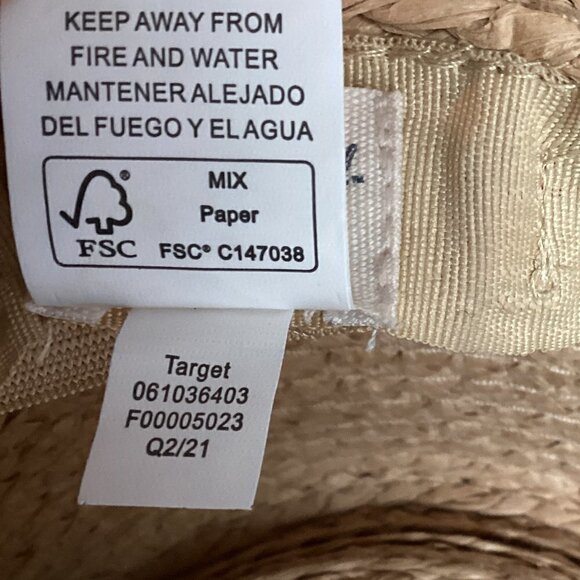 KEEP AWAY FROM
FIRE AND WATER
MANTENER ALEJADO
DEL FUEGO Y EL AGUA
MIX
Paper
FSC® C147038
® FSC
Target
061036403
F00005023
Q2/21